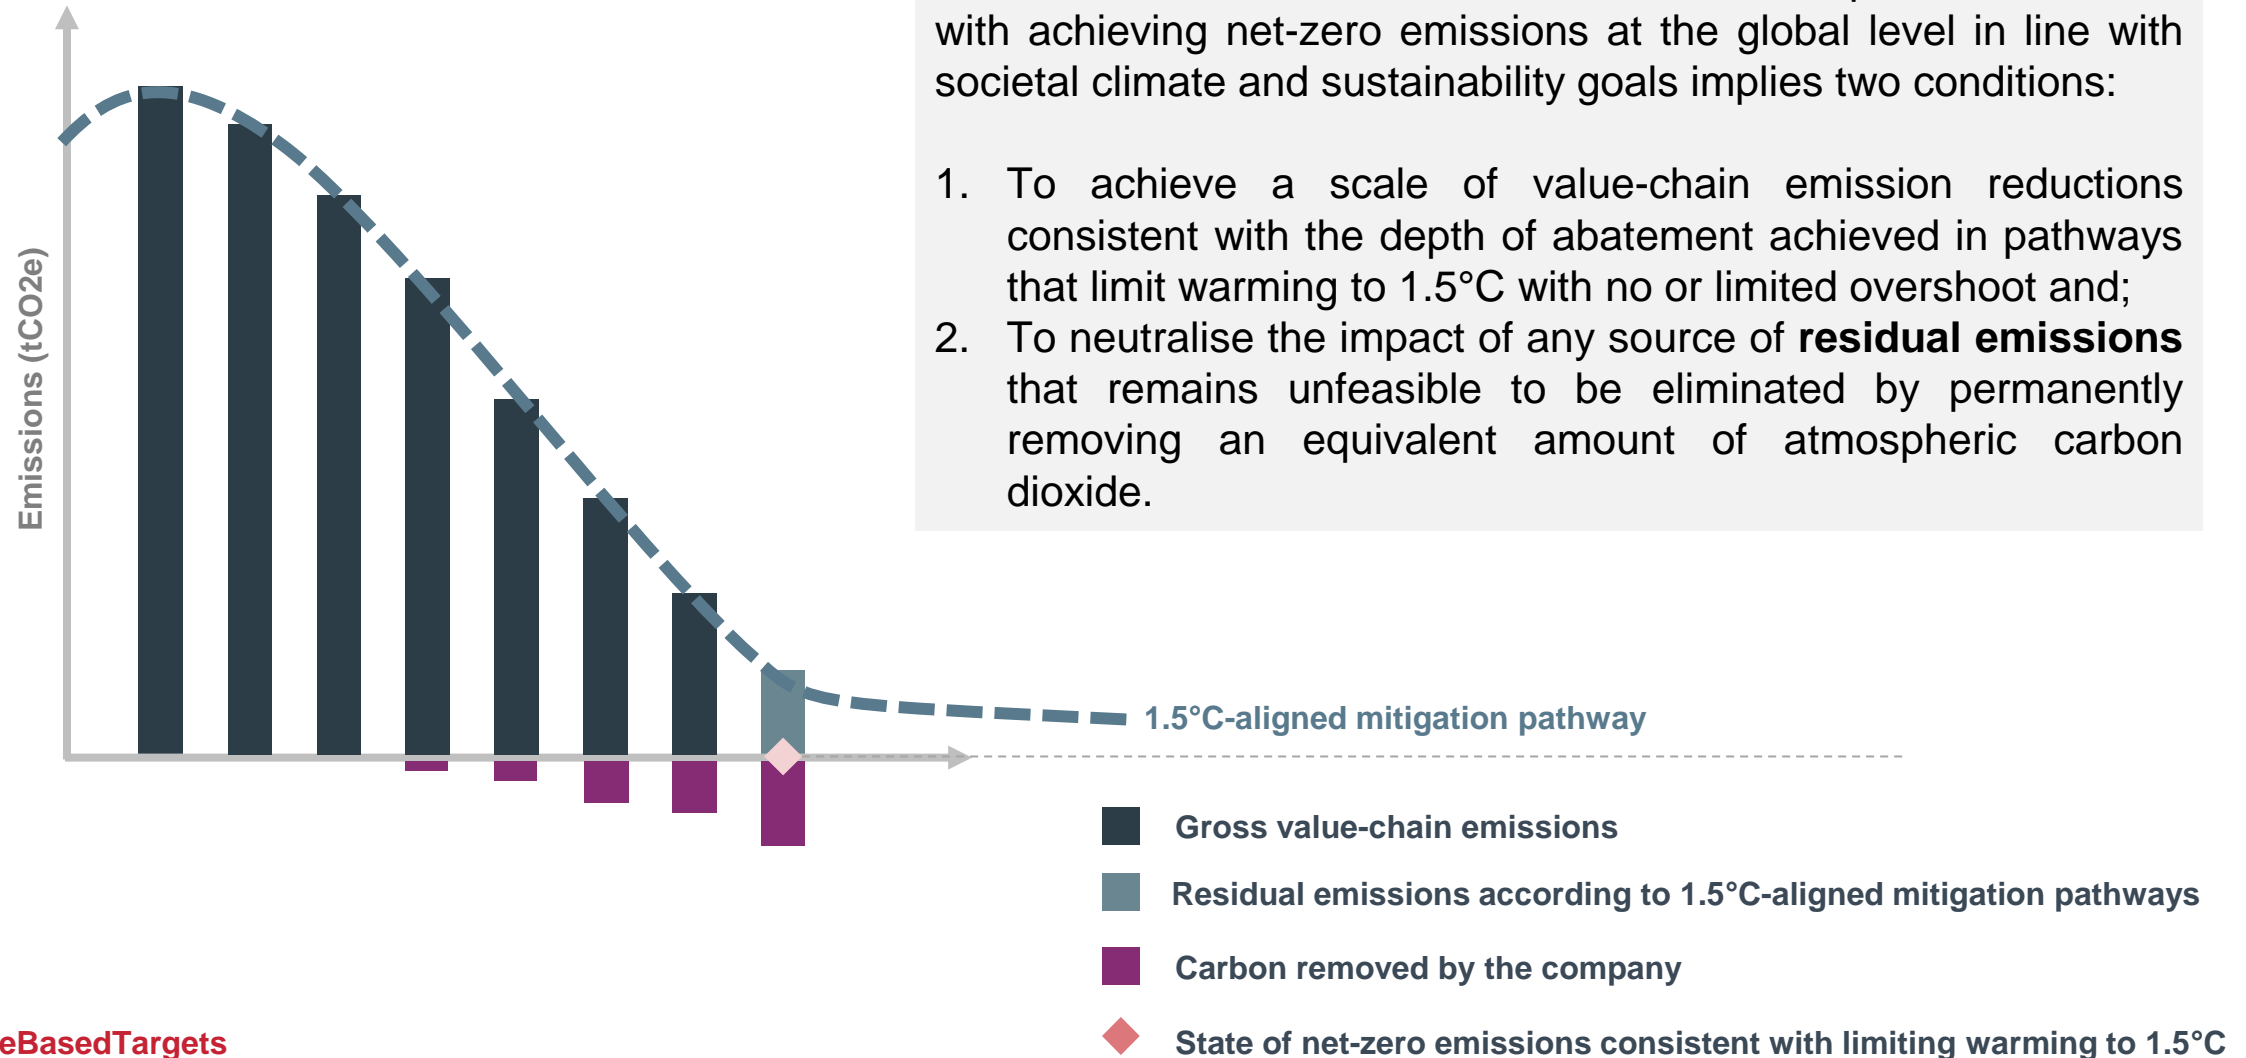 with achieving net-zero emissions at the global level in line with
societal climate and sustainability goals implies two conditions:
1. To achieve a scale of value-chain emission reductions
consistent with the depth of abatement achieved in pathways
that limit warming to 1.5°C with no or limited overshoot and;
2. To neutralise the impact of any source of residual emissions
that remains unfeasible to be eliminated by permanently
removing an equivalent amount of atmospheric carbon
dioxide.
Emissions (tCO2e)
1.5°C-aligned mitigation pathway
Gross value-chain emissions
Residual emissions according to 1.5°C-aligned mitigation pathways
Carbon removed by the company
State of net-zero emissions consistent with limiting warming to 1.5°C
eBasedTargets